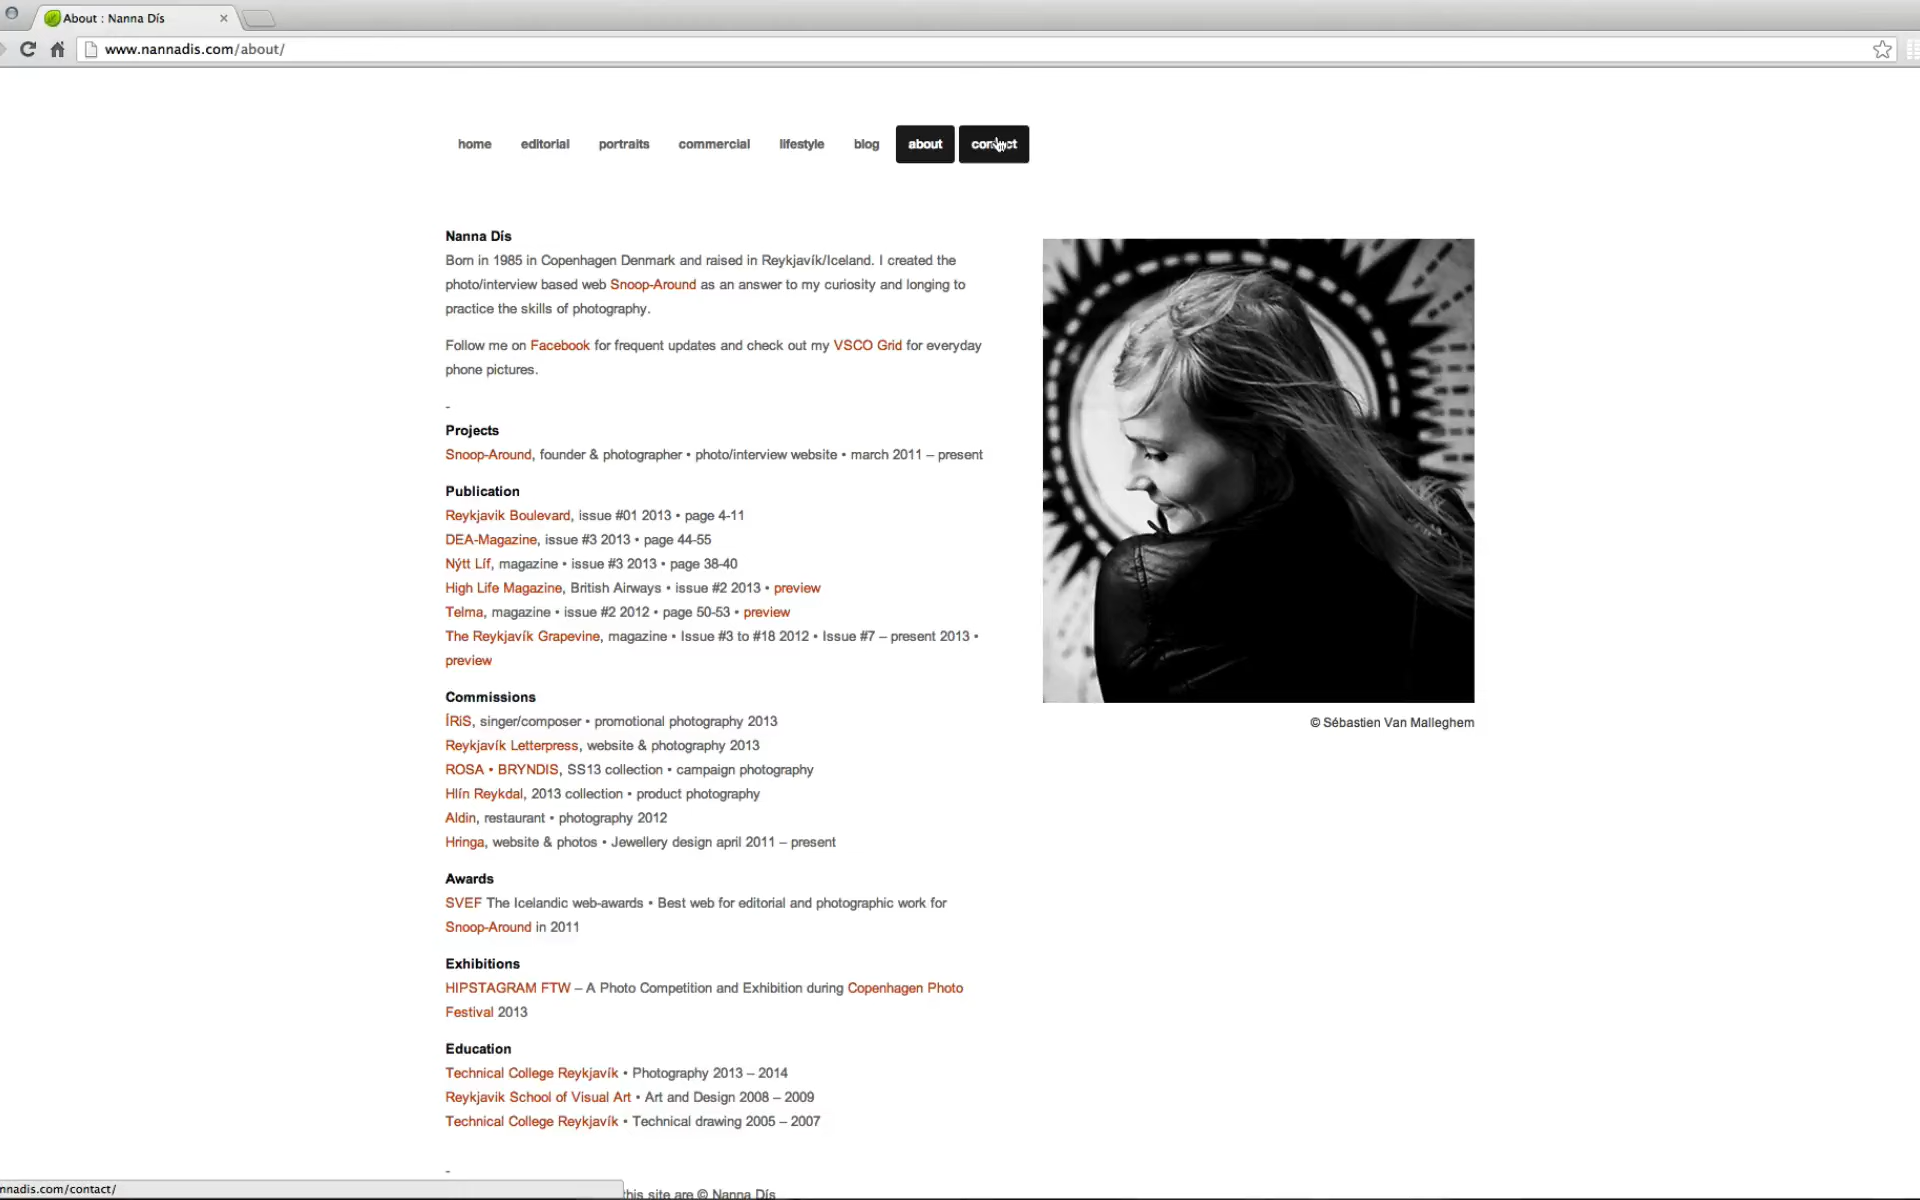 About : Nanna Dís
www.nannadis.com/about/
home editorial portraits commercial lifestyle blog about contact
Nanna Dís
Born in 1985 in Copenhagen Denmark and raised in Reykjavík/Iceland. I created the
photo/interview based web Snoop-Around as an answer to my curiosity and longing to
practice the skills of photography.
Follow me on Facebook for frequent updates and check out my VSCO Grid for everyday
phone pictures.
-
Projects
Snoop-Around, founder & photographer • photo/interview website • march 2011 – present
Publication
Reykjavik Boulevard, issue #01 2013 • page 4-11
DEA-Magazine, issue #3 2013 • page 44-55
Nýtt Líf, magazine • issue #3 2013 • page 38-40
High Life Magazine, British Airways • issue #2 2013 • preview
Telma, magazine • issue #2 2012 • page 50-53 • preview
The Reykjavík Grapevine, magazine • Issue #3 to #18 2012 • Issue #7 – present 2013 •
preview
Commissions
ÍRiS, singer/composer • promotional photography 2013
Reykjavík Letterpress, website & photography 2013
ROSA • BRYNDIS, SS13 collection • campaign photography
Hlín Reykdal, 2013 collection • product photography
Aldin, restaurant • photography 2012
Hringa, website & photos • Jewellery design april 2011 – present
Awards
SVEF The Icelandic web-awards • Best web for editorial and photographic work for
Snoop-Around in 2011
Exhibitions
HIPSTAGRAM FTW – A Photo Competition and Exhibition during Copenhagen Photo
Festival 2013
Education
Technical College Reykjavík • Photography 2013 – 2014
Reykjavik School of Visual Art • Art and Design 2008 – 2009
Technical College Reykjavík • Technical drawing 2005 – 2007
-
© Sébastien Van Malleghem
nnadis.com/contact/
this site are © Nanna Dís